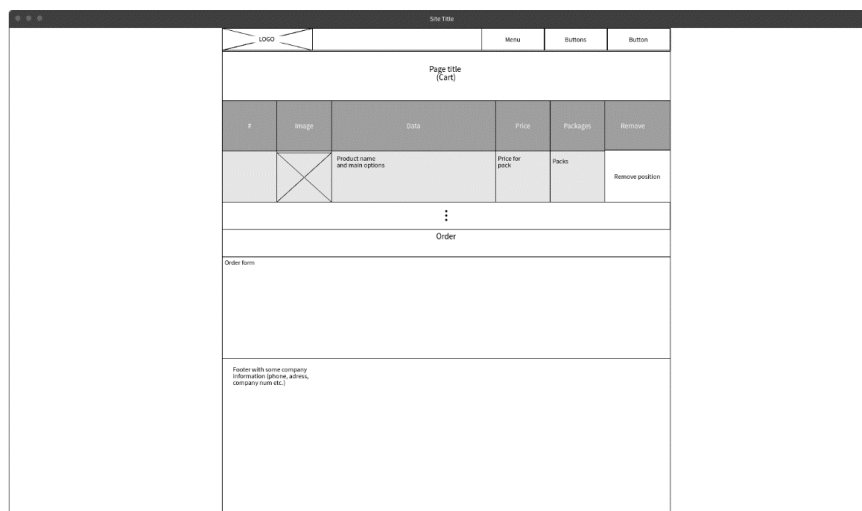 Site Title
LOGO
Menu
Buttons
Button
Page title
(Cart)
#
Image
Data
Price
Packages
Remove
Product name
and main options
Price for
pack
Packs
Remove position
Order
Order form
Footer with some company
information (phone, adress,
company num etc.)